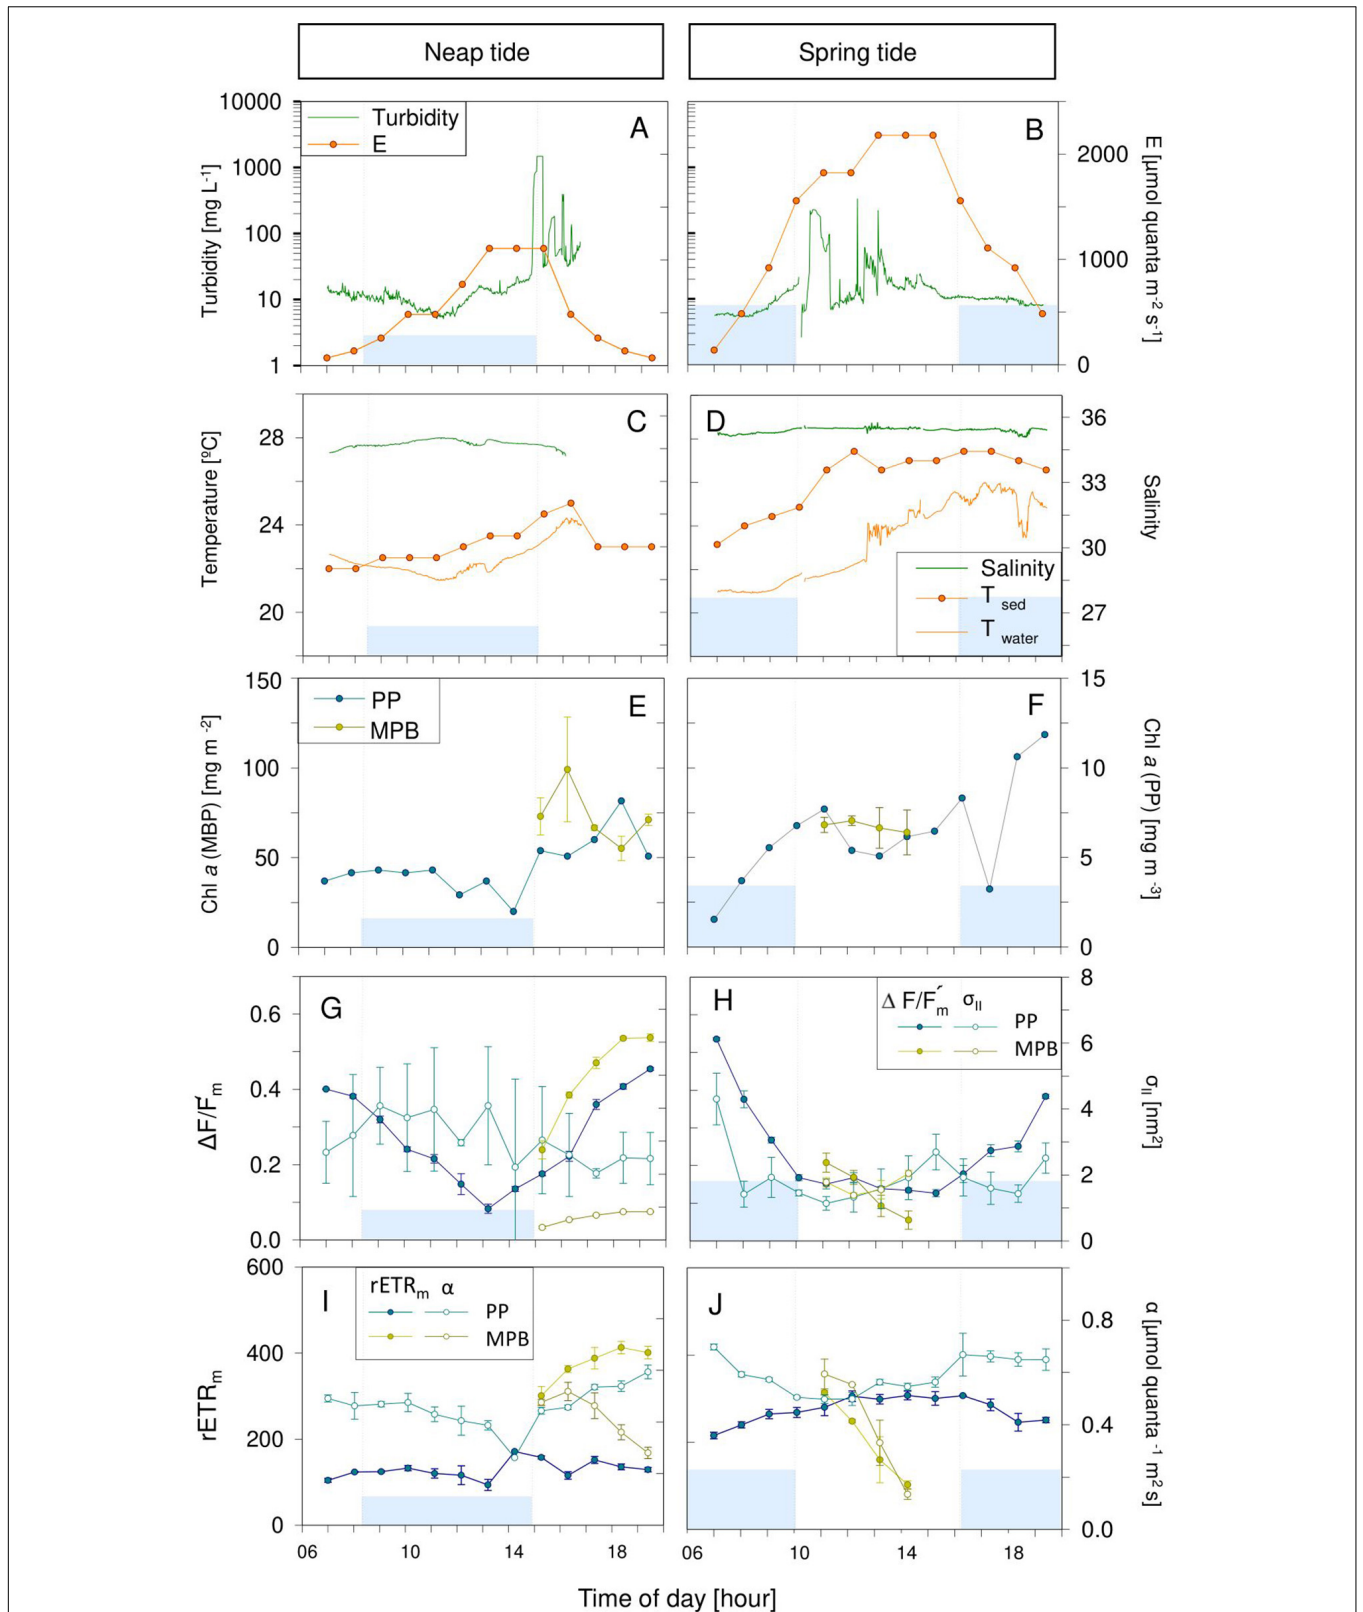 Neap tide
Spring tide
10000
1000
100
10
1
Turbidity [mg L-1]
Turbidity
E
A
B
2000
1000
0
E [µmol quanta m-2 s-1]
28
24
20
Temperature [ºC]
C
D
36
33
30
27
Salinity
Salinity
T sed
T water
150
100
50
0
Chl a (MBP) [mg m -2]
PP
MPB
E
F
15
10
5
0
Chl a (PP) [mg m -3]
0.6
0.4
0.2
0.0
ΔF/F′m
G
H
Δ F/F′m σII
PP
MPB
8
6
4
2
0
σII [nm2]
600
400
200
0
rETRm
I
rETRm α
PP
MPB
J
0.8
0.4
0.0
α [µmol quanta -1 m2 s]
06 10 14 18
06 10 14 18
Time of day [hour]